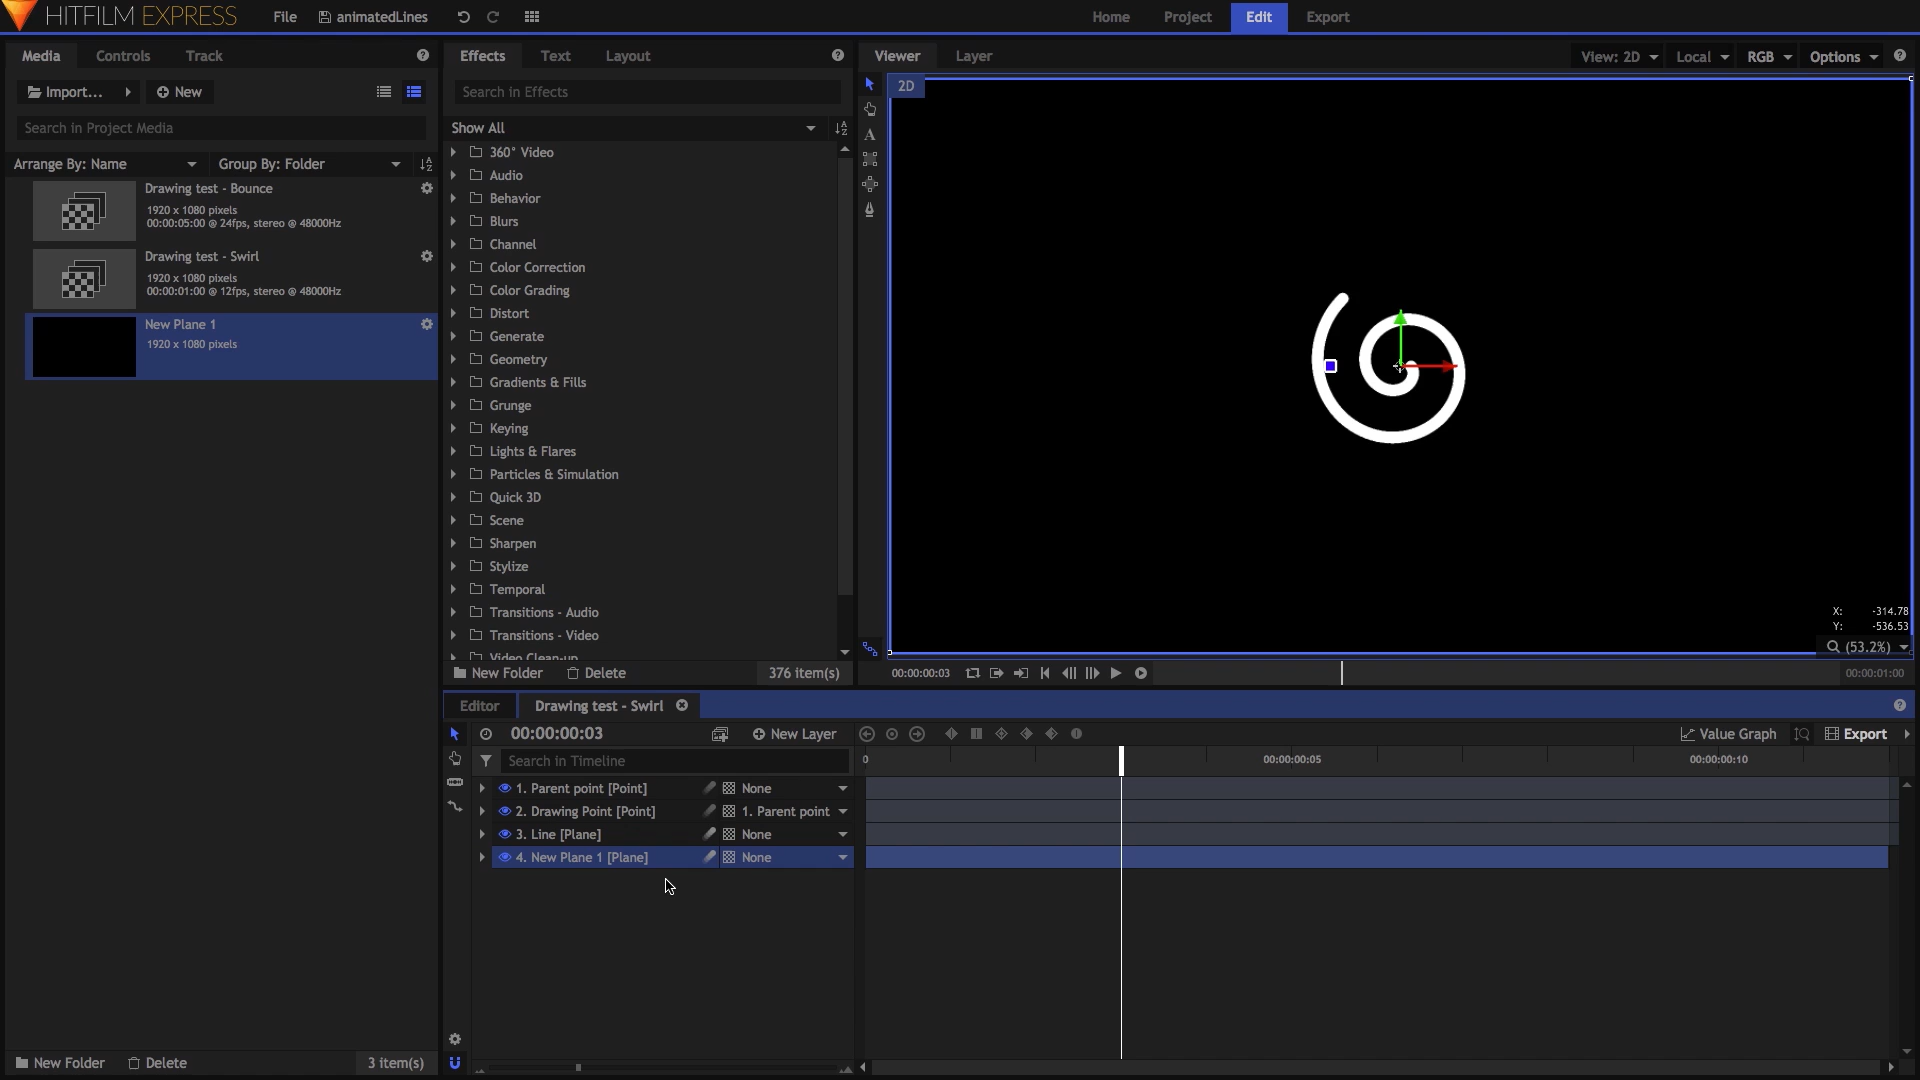 HITFILM EXPRESS
File
animatedLines
Home
Project
Edit
Export
Media
Controls
Track
Import...
New
Search in Project Media
Arrange By: Name
Group By: Folder
Drawing test - Bounce
1920 x 1080 pixels
00:00:05:00 @ 24fps, stereo @ 48000Hz
Drawing test - Swirl
1920 x 1080 pixels
00:00:01:00 @ 12fps, stereo @ 48000Hz
New Plane 1
1920 x 1080 pixels
New Folder
Delete
3 item(s)
Effects
Text
Layout
Search in Effects
Show All
360° Video
Audio
Behavior
Blurs
Channel
Color Correction
Color Grading
Distort
Generate
Geometry
Gradients & Fills
Grunge
Keying
Lights & Flares
Particles & Simulation
Quick 3D
Scene
Sharpen
Stylize
Temporal
Transitions - Audio
Transitions - Video
Video Clean-up
New Folder
Delete
376 item(s)
Viewer
Layer
View: 2D
Local
RGB
Options
2D
X: -314.78
Y: -536.53
(53.2%)
00:00:00:03
00:00:01:00
Editor
Drawing test - Swirl
00:00:00:03
New Layer
Value Graph
Export
Search in Timeline
0
00:00:00:05
00:00:00:10
1. Parent point [Point]
None
2. Drawing Point [Point]
1. Parent point
3. Line [Plane]
None
4. New Plane 1 [Plane]
None